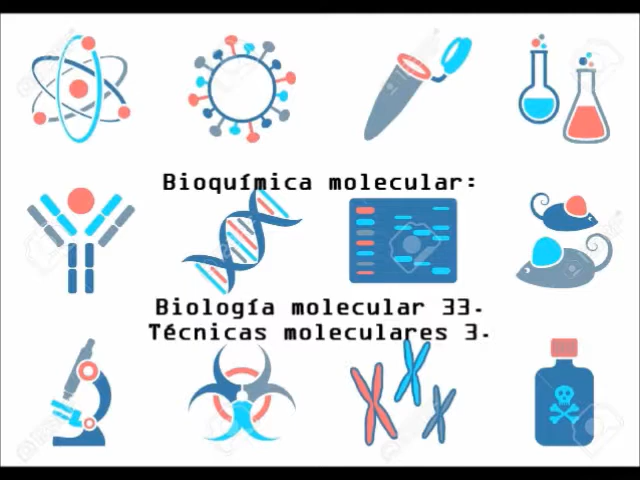 Bioquímica molecular:
Biología molecular 33.
Técnicas moleculares 3.